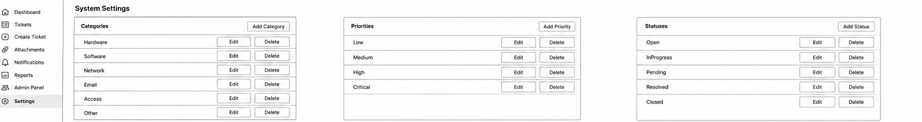 System Settings
Dashboard
Tickets
Create Ticket
Attachments
Notifications
Reports
Admin Panel
Settings
Categories Add Category
Hardware Edit Delete
Software Edit Delete
Network Edit Delete
Email Edit Delete
Access Edit Delete
Other Edit Delete
Priorities Add Priority
Low Edit Delete
Medium Edit Delete
High Edit Delete
Critical Edit Delete
Statuses Add Status
Open Edit Delete
InProgress Edit Delete
Pending Edit Delete
Resolved Edit Delete
Closed Edit Delete